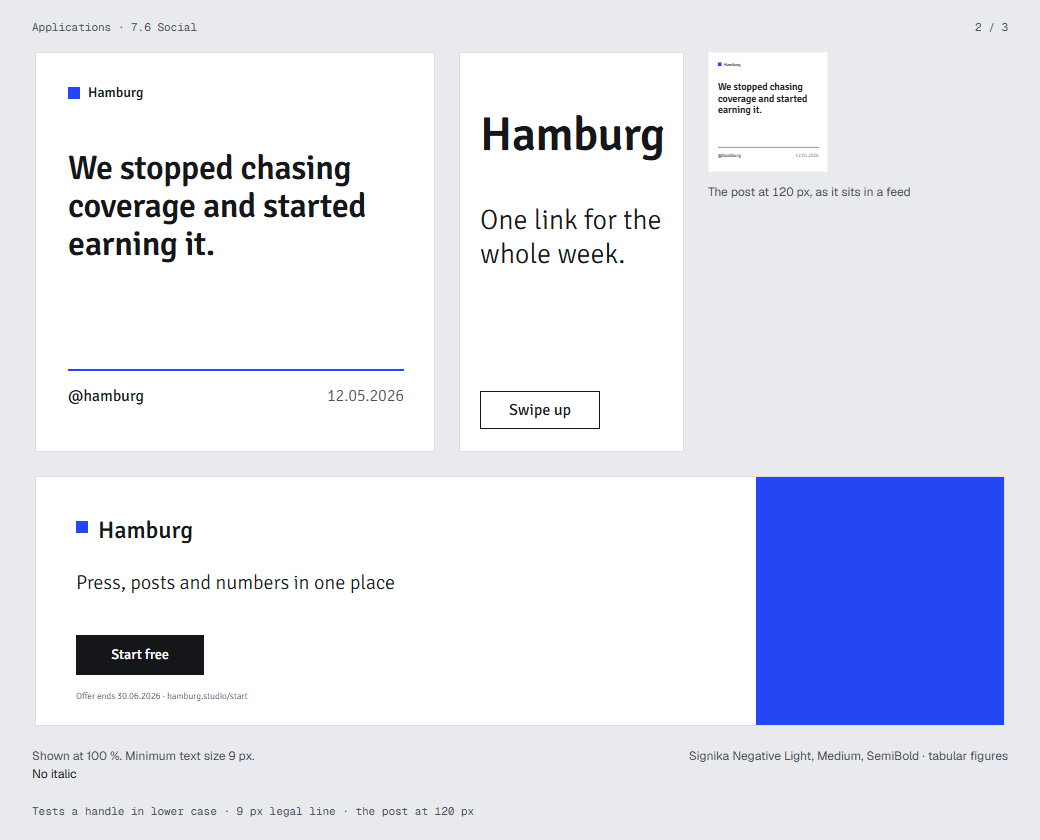 Applications · 7.6 Social
2 / 3
Hamburg
We stopped chasing
coverage and started
earning it.
@hamburg
12.05.2026
Hamburg
One link for the
whole week.
Swipe up
Hamburg
We stopped chasing
coverage and started
earning it.
@hamburg
12.05.2026
The post at 120 px, as it sits in a feed
Hamburg
Press, posts and numbers in one place
Start free
Offer ends 30.06.2026 - hamburg.studio/start
Shown at 100 %. Minimum text size 9 px.
No italic
Signika Negative Light, Medium, SemiBold · tabular figures
Tests a handle in lower case · 9 px legal line · the post at 120 px